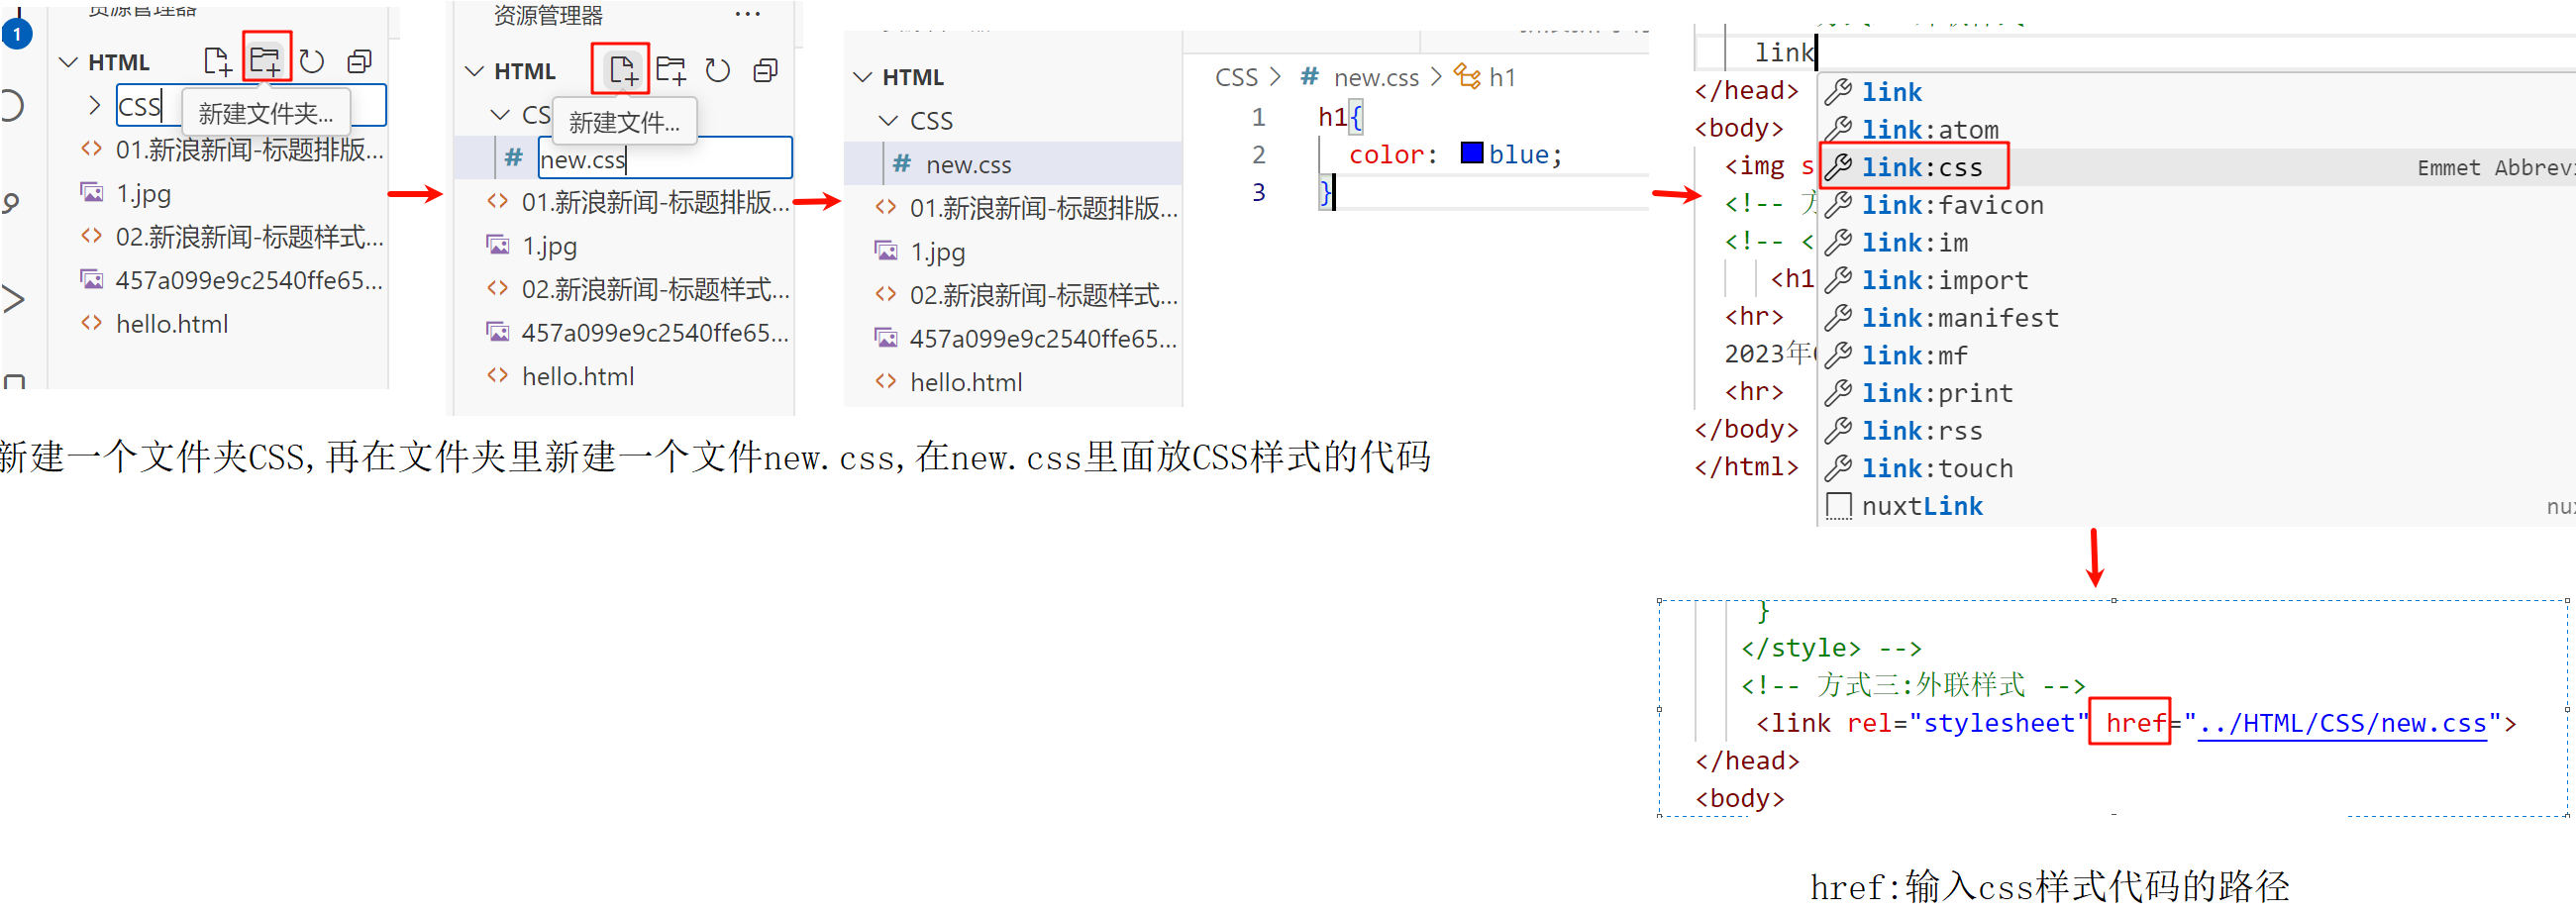 资源管理器
1
HTML
CSS
新建文件夹...
01.新浪新闻-标题排版...
1.jpg
02.新浪新闻-标题样式...
457a099e9c2540ffe65...
hello.html
资源管理器
...
HTML
CS
新建文件...
# new.css
01.新浪新闻-标题排版...
1.jpg
02.新浪新闻-标题样式...
457a099e9c2540ffe65...
hello.html
HTML
CSS
# new.css
01.新浪新闻-标题排版...
1.jpg
02.新浪新闻-标题样式...
457a099e9c2540ffe65...
hello.html
CSS > # new.css > h1
1 h1{
2 color: blue;
3 }
link
</head>
<body>
<img s
<!-- 方
<!-- <
<h1
<hr>
2023年
<hr>
</body>
</html>
link
link:atom
link:css Emmet Abbrevi
link:favicon
link:im
link:import
link:manifest
link:mf
link:print
link:rss
link:touch
nuxtLink nux
新建一个文件夹CSS,再在文件夹里新建一个文件new.css,在new.css里面放CSS样式的代码
}
</style> -->
<!-- 方式三:外联样式 -->
<link rel="stylesheet" href="../HTML/CSS/new.css">
</head>
<body>
href:输入css样式代码的路径